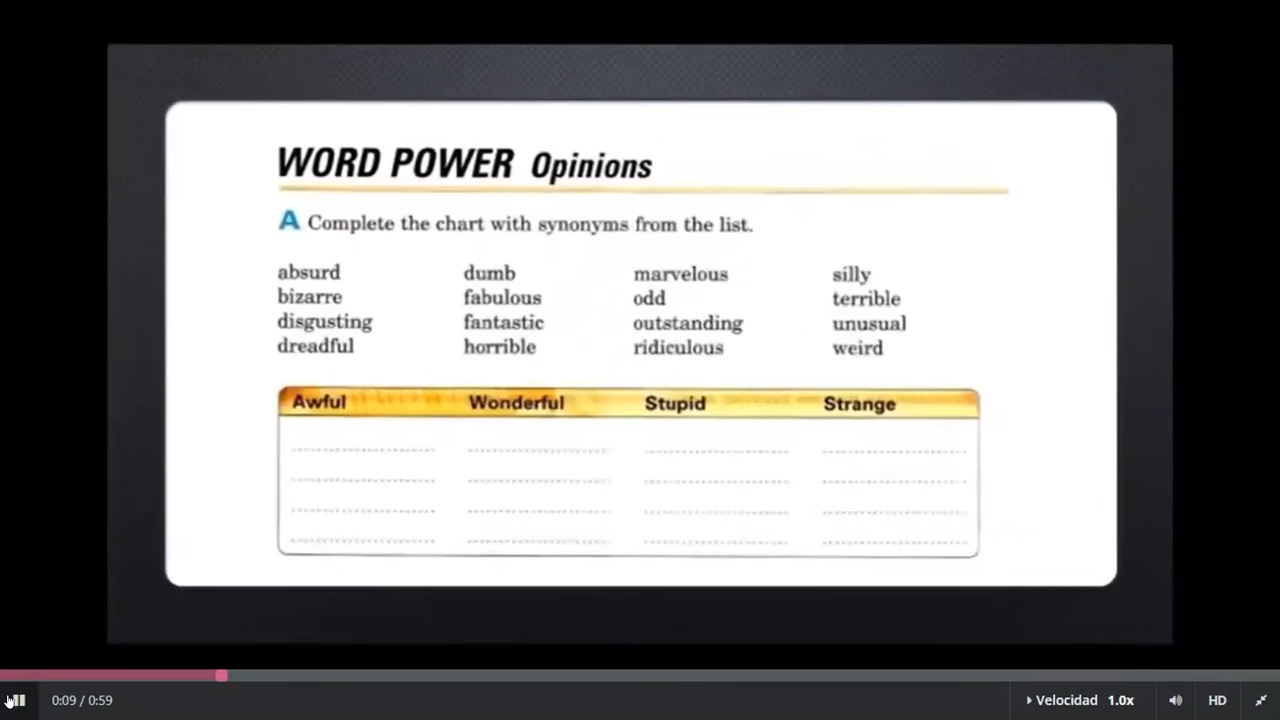 WORD POWER Opinions
A Complete the chart with synonyms from the list.
absurd dumb marvelous silly
bizarre fabulous odd terrible
disgusting fantastic outstanding unusual
dreadful horrible ridiculous weird
Awful Wonderful Stupid Strange
0:09 / 0:59 Velocidad 1.0x HD